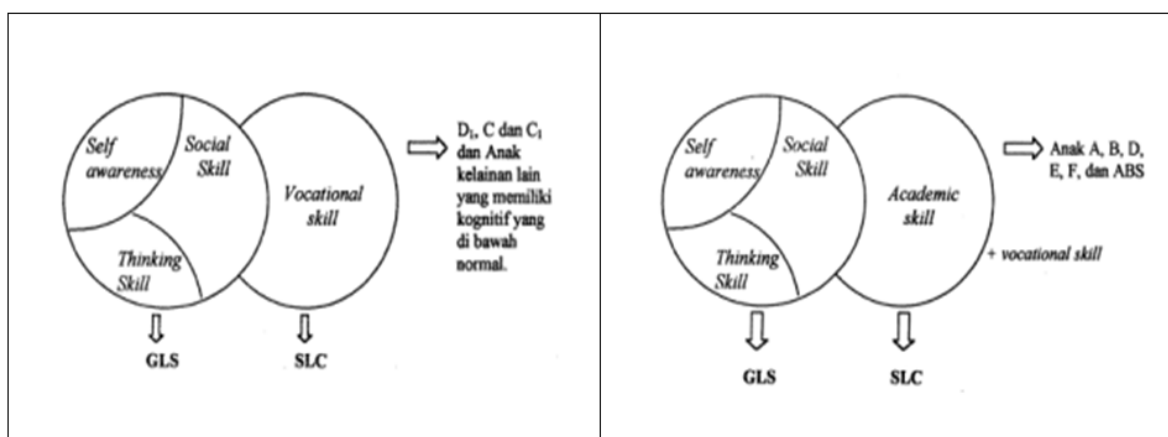 Self
awareness
Social
Skill
Thinking
Skill
Vocational
skill
D₁, C dan C₁
dan Anak
kelainan lain
yang memiliki
kognitif yang
di bawah
normal.
GLS
SLC
Self
awareness
Social
Skill
Thinking
Skill
Academic
skill
Anak A, B, D,
E, F, dan ABS
+ vocational skill
GLS
SLC